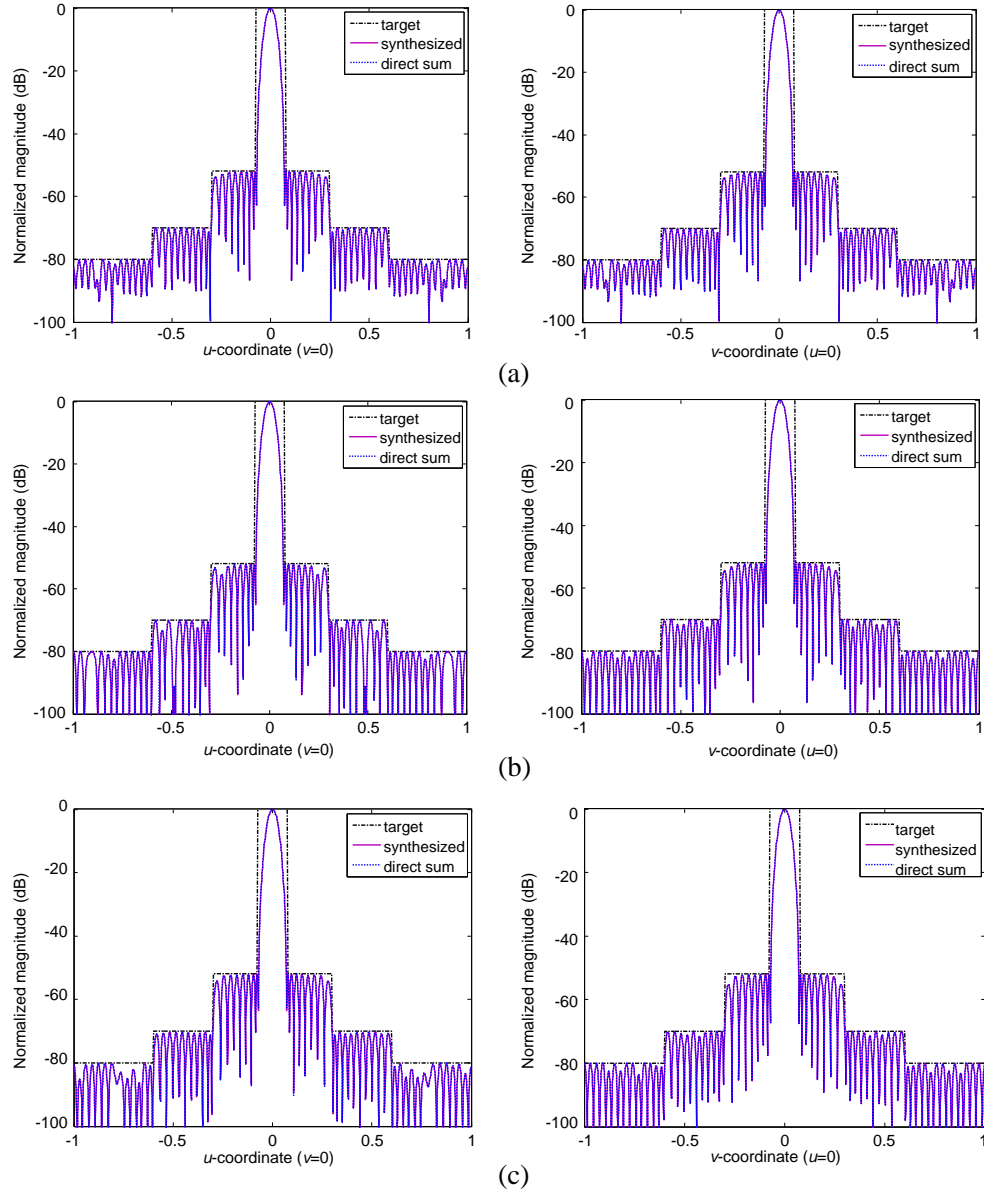 0
-20
-40
-60
-80
-100
-1
-0.5
0
0.5
1
Normalized magnitude (dB)
u-coordinate (v=0)
target
synthesized
direct sum
0
-20
-40
-60
-80
-100
-1
-0.5
0
0.5
1
Normalized magnitude (dB)
v-coordinate (u=0)
target
synthesized
direct sum
(a)
0
-20
-40
-60
-80
-100
-1
-0.5
0
0.5
1
Normalized magnitude (dB)
u-coordinate (v=0)
target
synthesized
direct sum
0
-20
-40
-60
-80
-100
-1
-0.5
0
0.5
1
Normalized magnitude (dB)
v-coordinate (u=0)
target
synthesized
direct sum
(b)
0
-20
-40
-60
-80
-100
-1
-0.5
0
0.5
1
Normalized magnitude (dB)
u-coordinate (v=0)
target
synthesized
direct sum
0
-20
-40
-60
-80
-100
-1
-0.5
0
0.5
1
Normalized magnitude (dB)
v-coordinate (u=0)
target
synthesized
direct sum
(c)